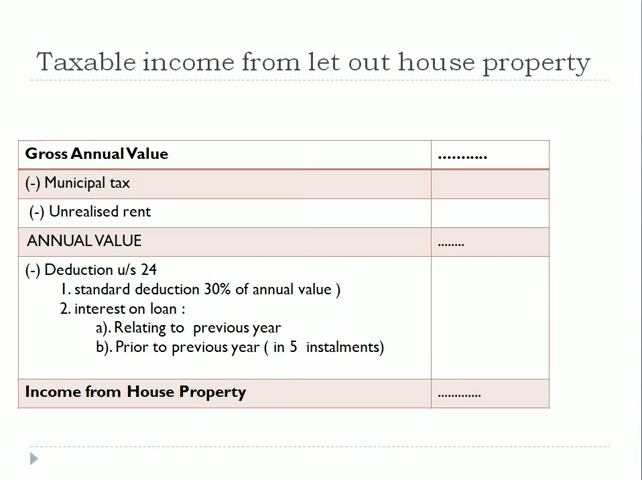 Taxable income from let out house property
Gross Annual Value ...........
(-) Municipal tax
(-) Unrealised rent
ANNUAL VALUE ........
(-) Deduction u/s 24
1. standard deduction 30% of annual value )
2. interest on loan :
a). Relating to previous year
b). Prior to previous year ( in 5 instalments)
Income from House Property .............